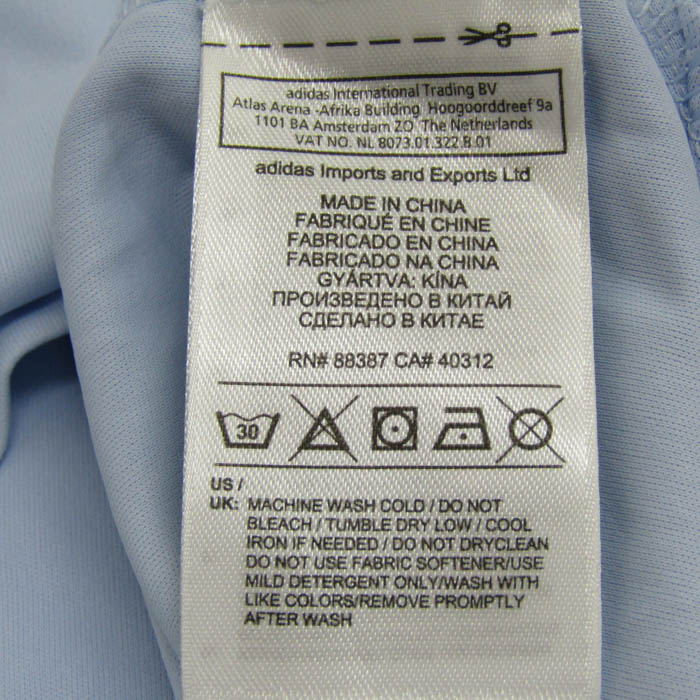 adidas International Trading BV
Atlas Arena -Afrika Building Hoogoorddreef 9a
1101 BA Amsterdam ZO The Netherlands
VAT NO. NL 8073.01.322.B.01
adidas Imports and Exports Ltd
MADE IN CHINA
FABRIQUÉ EN CHINE
FABRICADO EN CHINA
FABRICADO NA CHINA
GYÁRTVA: KÍNA
ПРОИЗВЕДЕНО В КИТАЙ
СДЕЛАНО В КИТАЕ
RN# 88387 CA# 40312
30
US /
UK: MACHINE WASH COLD / DO NOT
BLEACH / TUMBLE DRY LOW / COOL
IRON IF NEEDED / DO NOT DRYCLEAN
DO NOT USE FABRIC SOFTENER/USE
MILD DETERGENT ONLY/WASH WITH
LIKE COLORS/REMOVE PROMPTLY
AFTER WASH